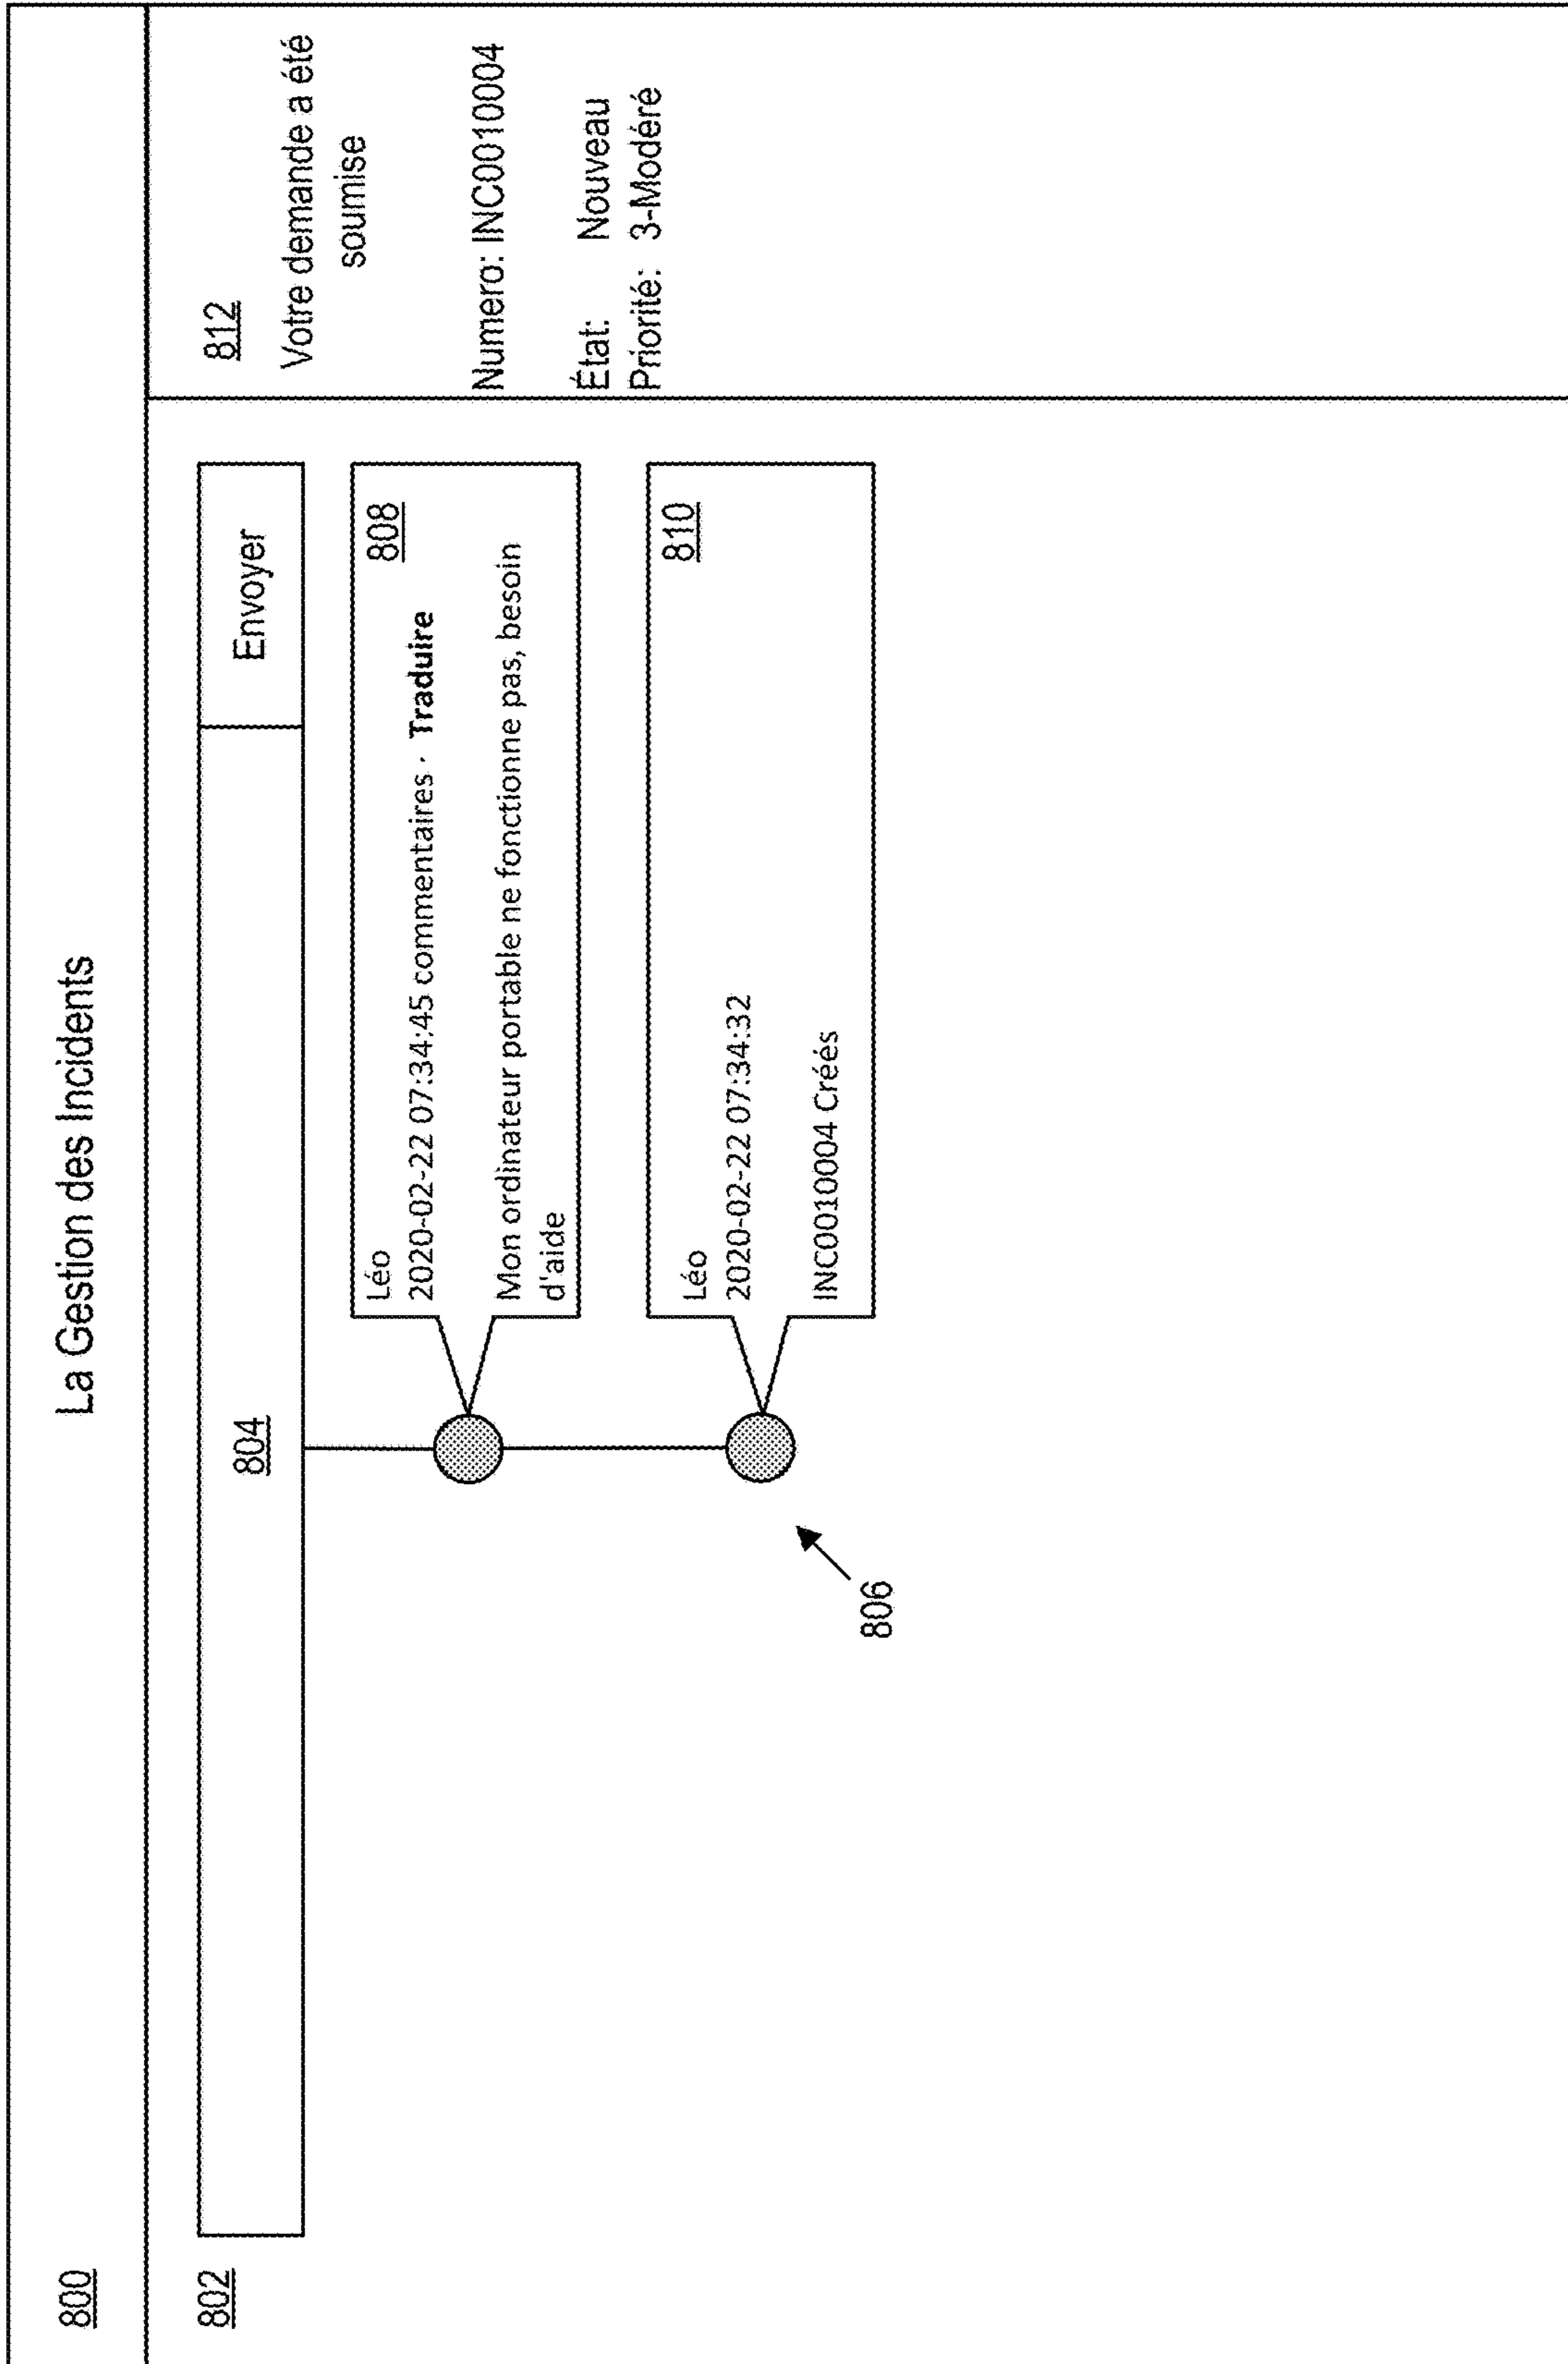 800
La Gestion des Incidents
802
804
Envoyer
Léo
808
2020-02-22 07:34:45 commentaires · Traduire
Mon ordinateur portable ne fonctionne pas, besoin
d'aide
810
Léo
2020-02-22 07:34:32
INC0010004 Créés
806
812
Votre demande a été
soumise
Numero: INC0010004
État: Nouveau
Priorité: 3-Modéré